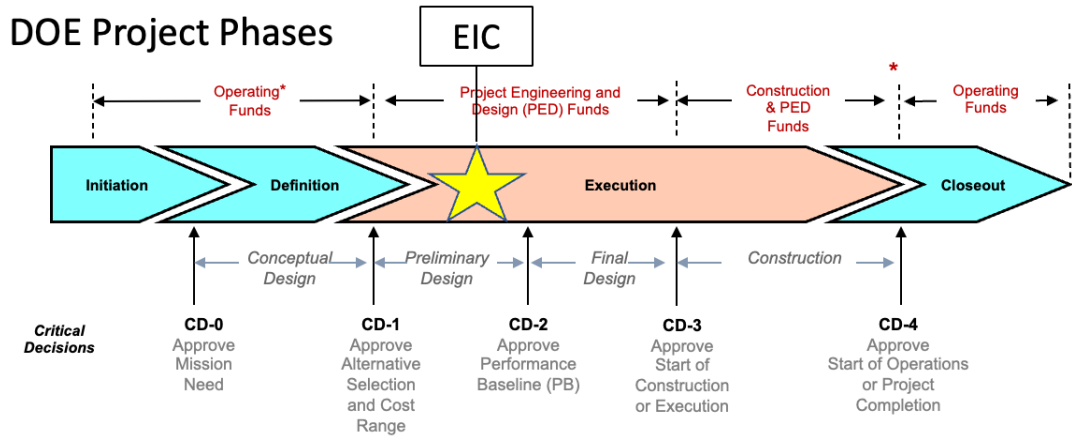 DOE Project Phases
EIC
*
Operating*
Funds
Project Engineering and
Design (PED) Funds
Construction
& PED
Funds
Operating
Funds
Initiation
Definition
Execution
Closeout
Conceptual
Design
Preliminary
Design
Final
Design
Construction
Critical
Decisions
CD-0
Approve
Mission
Need
CD-1
Approve
Alternative
Selection
and Cost
Range
CD-2
Approve
Performance
Baseline (PB)
CD-3
Approve
Start of
Construction
or Execution
CD-4
Approve
Start of Operations
or Project
Completion